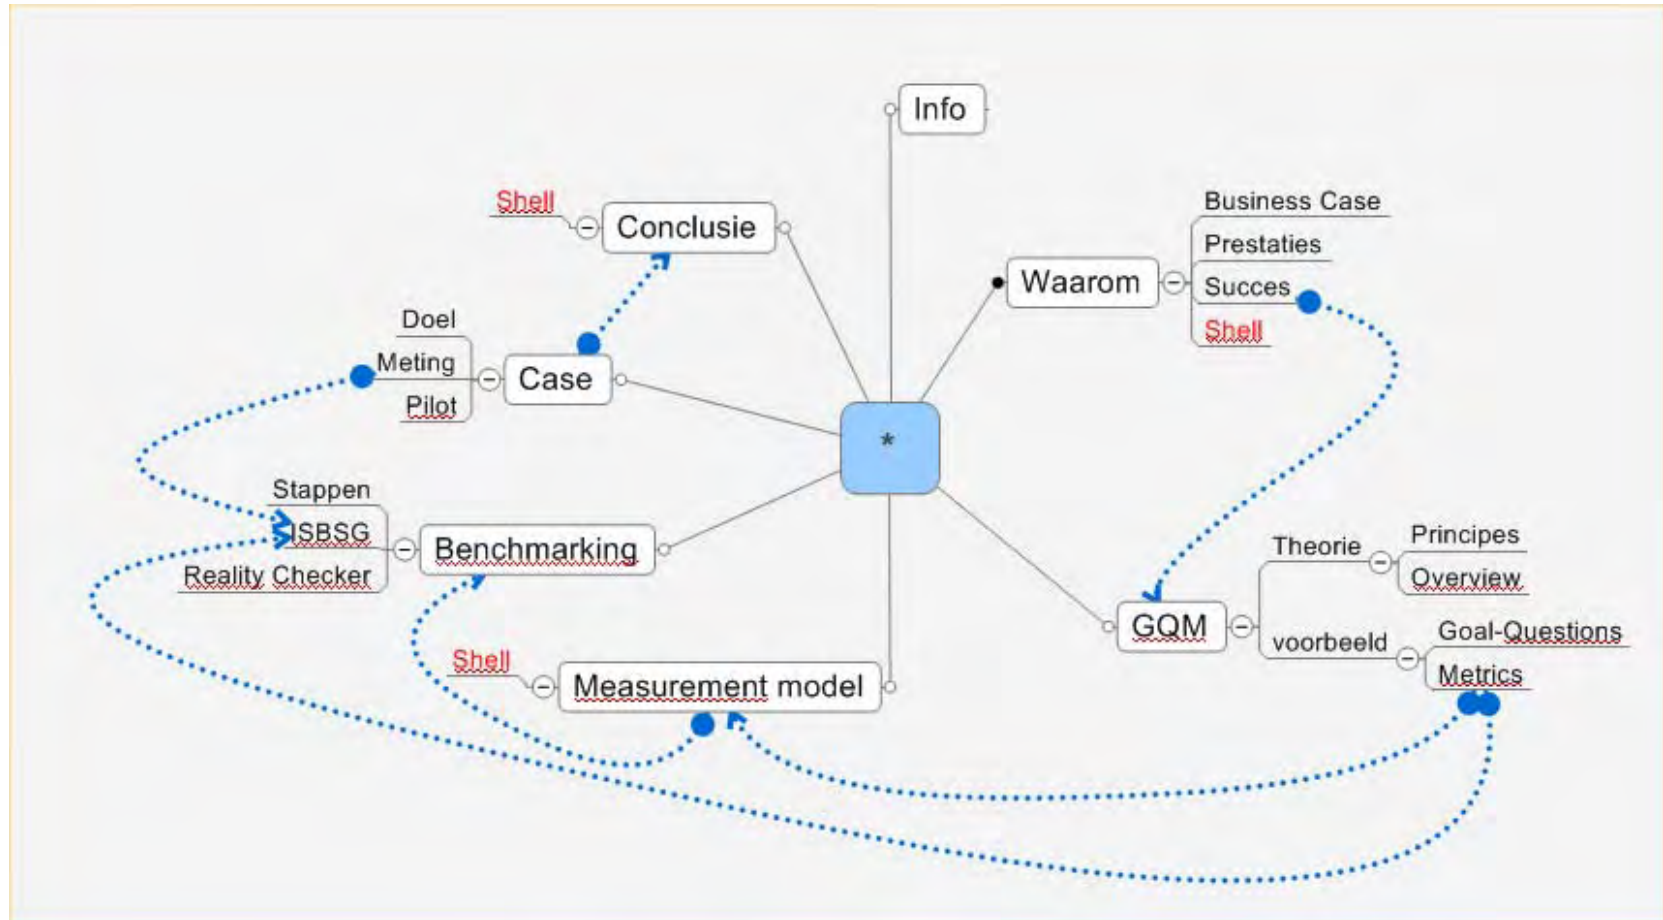 Info
Shell
Conclusie
Business Case
Prestaties
Waarom
Succes
Shell
Doel
Meting
Case
Pilot
*
Stappen
ISBSG
Benchmarking
Reality Checker
Theorie
Principes
Overview
GQM
voorbeeld
Goal-Questions
Metrics
Shell
Measurement model